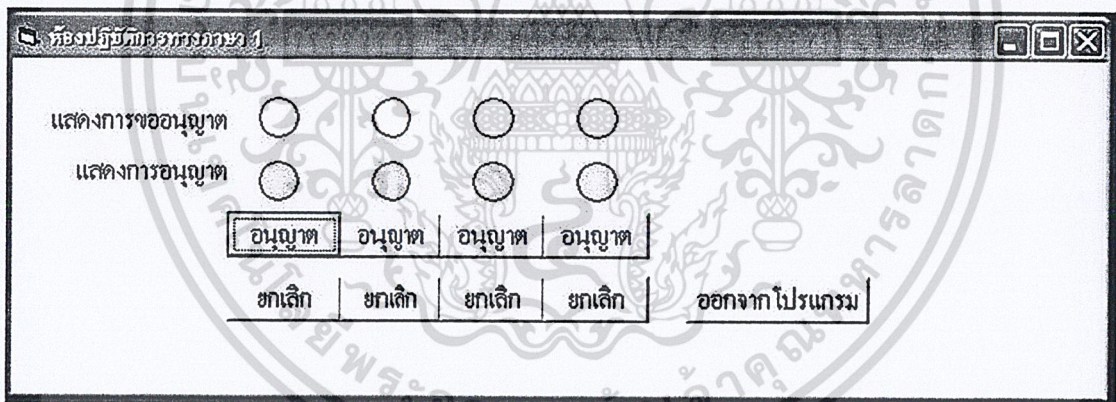 ห้องปฏิบัติการทางภาษา 1
แสดงการขออนุญาต
แสดงการอนุญาต
อนุญาต อนุญาต อนุญาต อนุญาต
ยกเลิก ยกเลิก ยกเลิก ยกเลิก ออกจากโปรแกรม